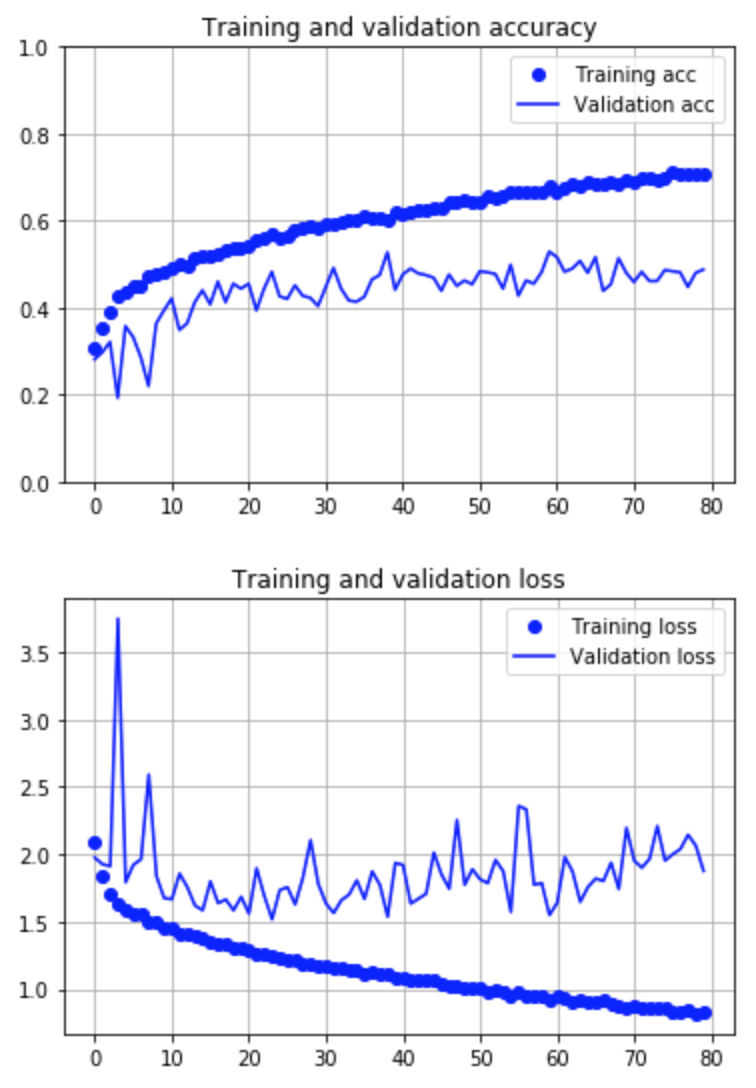 Training and validation accuracy
1.0
Training acc
Validation acc
0.8
0.6
0.4
0.2
0.0
0 10 20 30 40 50 60 70 80
Training and validation loss
Training loss
3.5
Validation loss
3.0
2.5
2.0
1.5
1.0
0 10 20 30 40 50 60 70 80